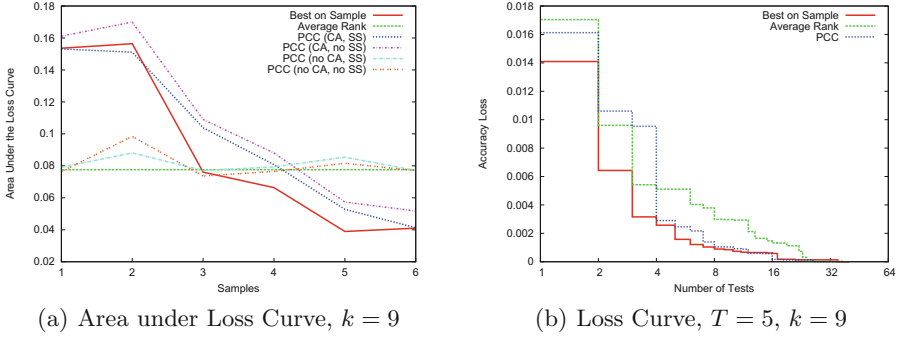 Best on Sample
Average Rank
PCC (CA, SS)
PCC (CA, no SS)
PCC (no CA, SS)
PCC (no CA, no SS)
Area Under the Loss Curve
0.18
0.16
0.14
0.12
0.1
0.08
0.06
0.04
0.02
1 2 3 4 5 6
Samples
(a) Area under Loss Curve, k = 9
Best on Sample
Average Rank
PCC
Accuracy Loss
0.018
0.016
0.014
0.012
0.01
0.008
0.006
0.004
0.002
0
1 2 4 8 16 32 64
Number of Tests
(b) Loss Curve, T = 5, k = 9